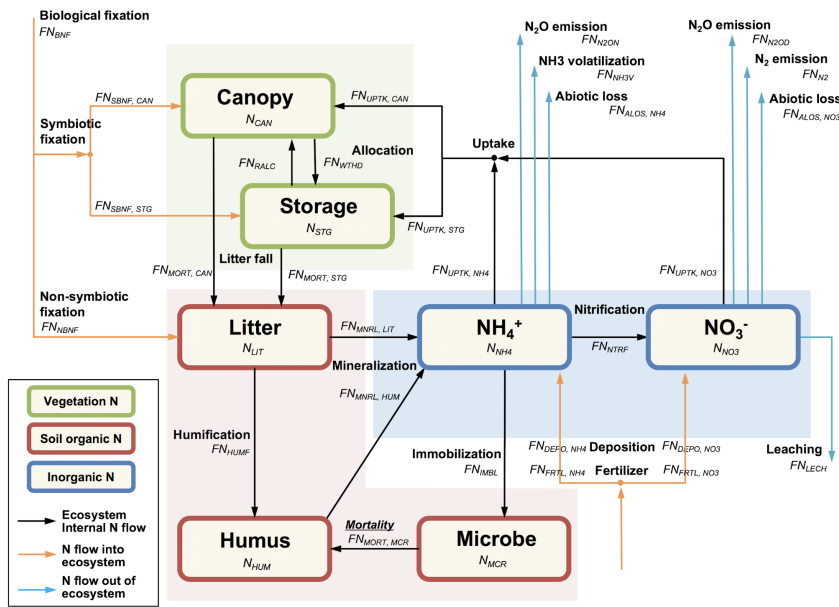 Biological fixation
FN_BNF
N₂O emission
FN_N2ON
NH3 volatilization
FN_NH3V
Abiotic loss
FN_ALOS, NH4
N₂O emission
FN_N2OD
N₂ emission
FN_N2
Abiotic loss
FN_ALOS, NO3
FN_SBNF, CAN
Canopy
N_CAN
FN_UPTK, CAN
Symbiotic
fixation
Uptake
Allocation
FN_RALC
FN_WTHD
FN_SBNF, STG
Storage
N_STG
FN_UPTK, STG
Litter fall
FN_MORT, CAN
FN_MORT, STG
FN_UPTK, NH4
FN_UPTK, NO3
Non-symbiotic
fixation
FN_NBNF
Litter
N_LIT
FN_MNRL, LIT
NH₄⁺
N_NH4
Nitrification
FN_NTRF
NO₃⁻
N_NO3
Mineralization
FN_MNRL, HUM
Vegetation N
Soil organic N
Inorganic N
Ecosystem
Internal N flow
N flow into
ecosystem
N flow out of
ecosystem
Humification
FN_HUMF
Immobilization
FN_IMBL
FN_DEPO, NH4
Deposition
FN_DEPO, NO3
FN_FRTL, NH4
Fertilizer
FN_FRTL, NO3
Leaching
FN_LECH
Humus
N_HUM
Mortality
FN_MORT, MCR
Microbe
N_MCR